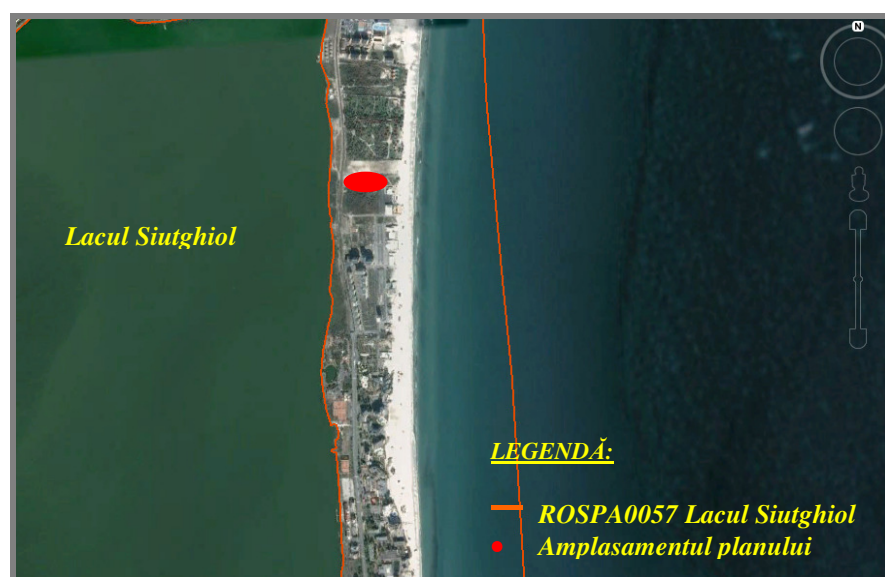 N
Lacul Siutghiol
LEGENDĂ:
ROSPA0057 Lacul Siutghiol
Amplasamentul planului